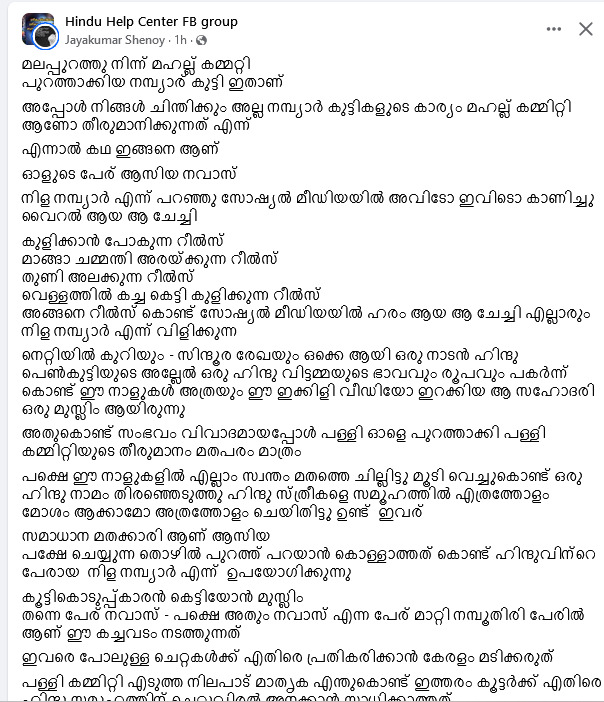 Hindu Help Center FB group
Jayakumar Shenoy · 1h ·
മലപ്പുറത്തു നിന്ന് മഹല്ല് കമ്മറ്റി
പുറത്താക്കിയ നമ്പ്യാര് കുട്ടി ഇതാണ്
അപ്പോൾ നിങ്ങൾ ചിന്തിക്കും അല്ല നമ്പ്യാർ കുട്ടികളുടെ കാര്യം മഹല്ല് കമ്മിറ്റി
ആണോ തീരുമാനിക്കുന്നത് എന്ന്
എന്നാൽ കഥ ഇങ്ങനെ ആണ്
ഓളുടെ പേര് ആസിയ നവാസ്
നിള നമ്പ്യാർ എന്ന് പറഞ്ഞു സോഷ്യൽ മീഡിയയിൽ അവിടോ ഇവിടൊ കാണിച്ചു
വൈറൽ ആയ ആ ചേച്ചി
കുളിക്കാൻ പോകുന്ന റീൽസ്
മാങ്ങാ ചമ്മന്തി അരയ്ക്കുന്ന റീൽസ്
തുണി അലക്കുന്ന റീൽസ്
വെള്ളത്തിൽ കച്ച കെട്ടി കുളിക്കുന്ന റീല്സ്
അങ്ങനെ റീൽസ് കൊണ്ട് സോഷ്യൽ മീഡിയയിൽ ഹരം ആയ ആ ചേച്ചി എല്ലാരും
നിള നമ്പ്യാർ എന്ന് വിളിക്കുന്ന
നെറ്റിയിൽ കുറിയും - സിന്ദൂര രേഖയും ഒക്കെ ആയി ഒരു നാടൻ ഹിന്ദു
പെൺകുട്ടിയുടെ അല്ലേൽ ഒരു ഹിന്ദു വിട്ടമ്മയുടെ ഭാവവും രൂപവും പകർന്ന്
കൊണ്ട് ഈ നാളുകൾ അത്രയും ഈ ഇക്കിളി വീഡിയോ ഇറക്കിയ ആ സഹോദരി
ഒരു മുസ്ലിം ആയിരുന്നു
അതുകൊണ്ട് സംഭവം വിവാദമായപ്പോൾ പള്ളി ഓളെ പുറത്താക്കി പള്ളി
കമ്മിറ്റിയുടെ തീരുമാനം മതപരം മാത്രം
പക്ഷെ ഈ നാളുകളിൽ എല്ലാം സ്വന്തം മതത്തെ ചില്ലിട്ടു മൂടി വെച്ചുകൊണ്ട് ഒരു
ഹിന്ദു നാമം തിരഞ്ഞെടുത്തു ഹിന്ദു സ്ത്രീകളെ സമൂഹത്തിൽ എത്രത്തോളം
മോശം ആക്കാമോ അത്രത്തോളം ചെയിതിട്ടു ഉണ്ട് ഇവര്
സമാധാന മതക്കാരി ആണ് ആസിയ
പക്ഷേ ചെയ്യുന്ന തൊഴിൽ പുറത്ത് പറയാൻ കൊള്ളാത്തത് കൊണ്ട് ഹിന്ദുവിന്റെ
പേരായ നിള നമ്പ്യാർ എന്ന് ഉപയോഗിക്കുന്നു
കൂട്ടികൊടുപ്പ്കാരൻ കെട്ടിയോൻ മുസ്ലിം
തന്നെ പേര് നവാസ് - പക്ഷെ അതും നവാസ് എന്ന പേര് മാറ്റി നമ്പൂതിരി പേരിൽ
ആണ് ഈ കച്ചവടം നടത്തുന്നത്
ഇവരെ പോലുള്ള ചെറ്റകൾക്ക് എതിരെ പ്രതികരിക്കാൻ കേരളം മടിക്കരുത്
പള്ളി കമ്മിറ്റി എടുത്ത നിലപാട് മാതൃക എന്തുകൊണ്ട് ഇത്തരം കൂട്ടർക്ക് എതിരെ
ഹിന്ദു സമൂഹത്തിന് ചെറുവിരൽ അനക്കാൻ സാധിക്കാത്തത്